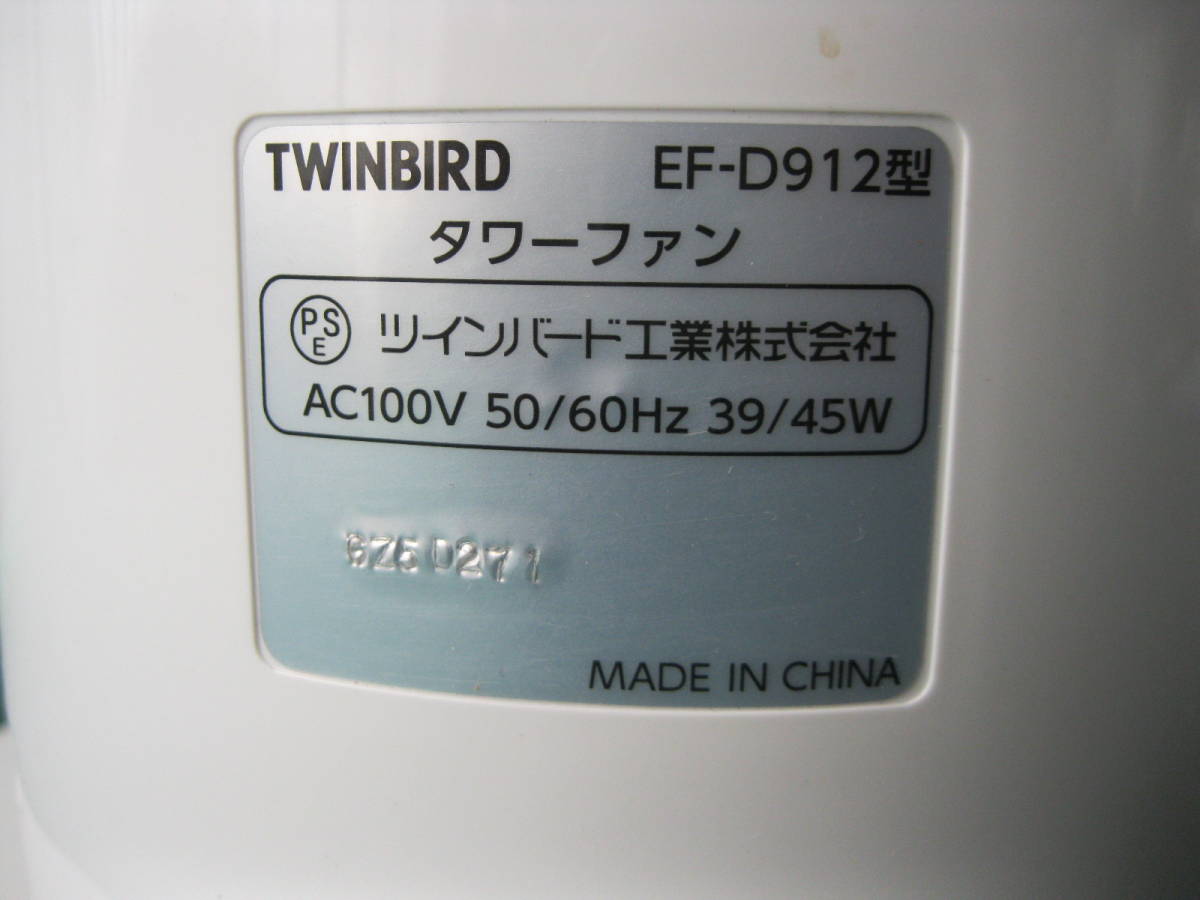 TWINBIRD EF-D912型
タワーファン
PSE ツインバード工業株式会社
AC100V 50/60Hz 39/45W
MADE IN CHINA